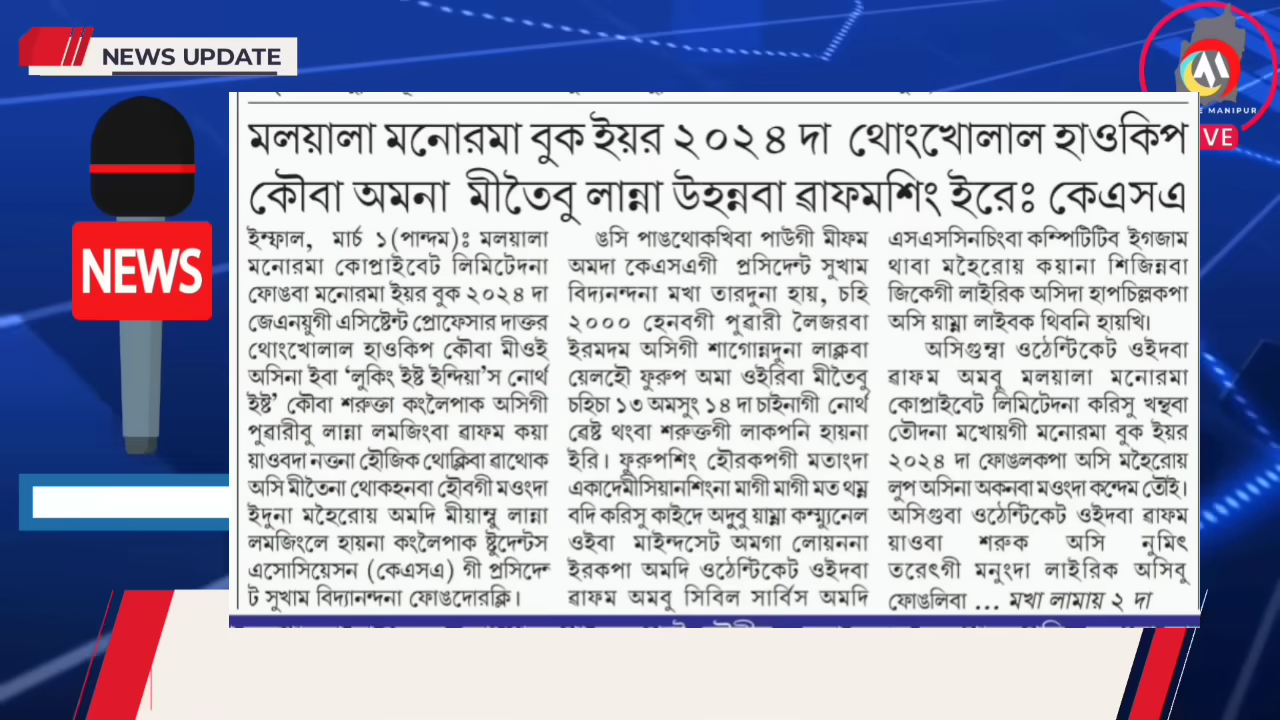 NEWS UPDATE
NEWS
E MANIPUR
VE
মলয়ালা মনোরমা বুক ইয়র ২০২৪ দা থোংখোলাল হাওকিপ
কৌবা অমনা মীতৈবু লান্না উহন্নবা ৱাফমশিং ইরেঃ কেএসএ
ইম্ফাল, মার্চ ১(পান্দম)ঃ মলয়ালা
মনোরমা কোপ্রাইবেট লিমিটেদনা
ফোঙবা মনোরমা ইয়র বুক ২০২৪ দা
জেএনয়ুগী এসিষ্টেন্ট প্রোফেসার দাক্তর
থোংখোলাল হাওকিপ কৌবা মীওই
অসিনা ইবা ‘লুকিং ইষ্ট ইন্দিয়া’স নোর্থ
ইষ্ট’ কৌবা শরুক্তা কংলৈপাক অসিগী
পুৱারীবু লান্না লমজিংবা ৱাফম কয়া
য়াওবদা নত্তনা হৌজিক থোক্লিবা ৱাথোক
অসি মীতৈনা থোকহনবা হৌবগী মওংদা
ইদুনা মহৈরোয় অমদি মীয়াম্বু লান্না
লমজিংলে হায়না কংলৈপাক ষ্টুদেন্টস
এসোসিয়েসন (কেএসএ) গী প্রসিদেন্
ট সুখাম বিদ্যানন্দনা ফোঙদোরক্লি।
ঙসি পাঙথোকখিবা পাউগী মীফম
অমদা কেএসএগী প্রসিদেন্ট সুখাম
বিদ্যনন্দনা মখা তারদুনা হায়, চহি
২০০০ হেনবগী পুৱারী লৈজরবা
ইরমদম অসিগী শাগোন্নদুনা লাক্লবা
য়েলহৌ ফুরুপ অমা ওইরিবা মীতৈবু
চহিচা ১৩ অমসুং ১৪ দা চাইনাগী নোর্থ
ৱেষ্ট থংবা শরুক্তগী লাকপনি হায়না
ইরি। ফুরুপশিং হৌরকপগী মতাংদা
একাদেমীসিয়ানশিংনা মাগী মাগী মত থম্ল
বদি করিসু কাইদে অদুবু য়াম্না কম্ম্যুনেল
ওইবা মাইন্দসেট অমগা লোয়ননা
ইরকপা অমদি ওঠেন্টিকেট ওইদবা
ৱাফম অমবু সিবিল সার্বিস অমদি
এসএসসিনচিংবা কম্পিটিটিব ইগজাম
থাবা মহৈরোয় কয়ানা শিজিন্নবা
জিকেগী লাইরিক অসিদা হাপচিল্লকপা
অসি য়াম্না লাইবক থিবনি হায়খি।
অসিগুম্বা ওঠেন্টিকেট ওইদবা
ৱাফম অমবু মলয়ালা মনোরমা
কোপ্রাইবেট লিমিটেদনা করিসু খন্থবা
তৌদনা মখোয়গী মনোরমা বুক ইয়র
২০২৪ দা ফোঙলকপা অসি মহৈরোয়
লুপ অসিনা অকনবা মওংদা কন্দেম তৌই।
অসিগুবা ওঠেন্টিকেট ওইদবা ৱাফম
য়াওবা শরুক অসি নুমিৎ
তরেৎগী মনুংদা লাইরিক অসিবু
ফোঙলিবা ... মখা লামায় ২ দা